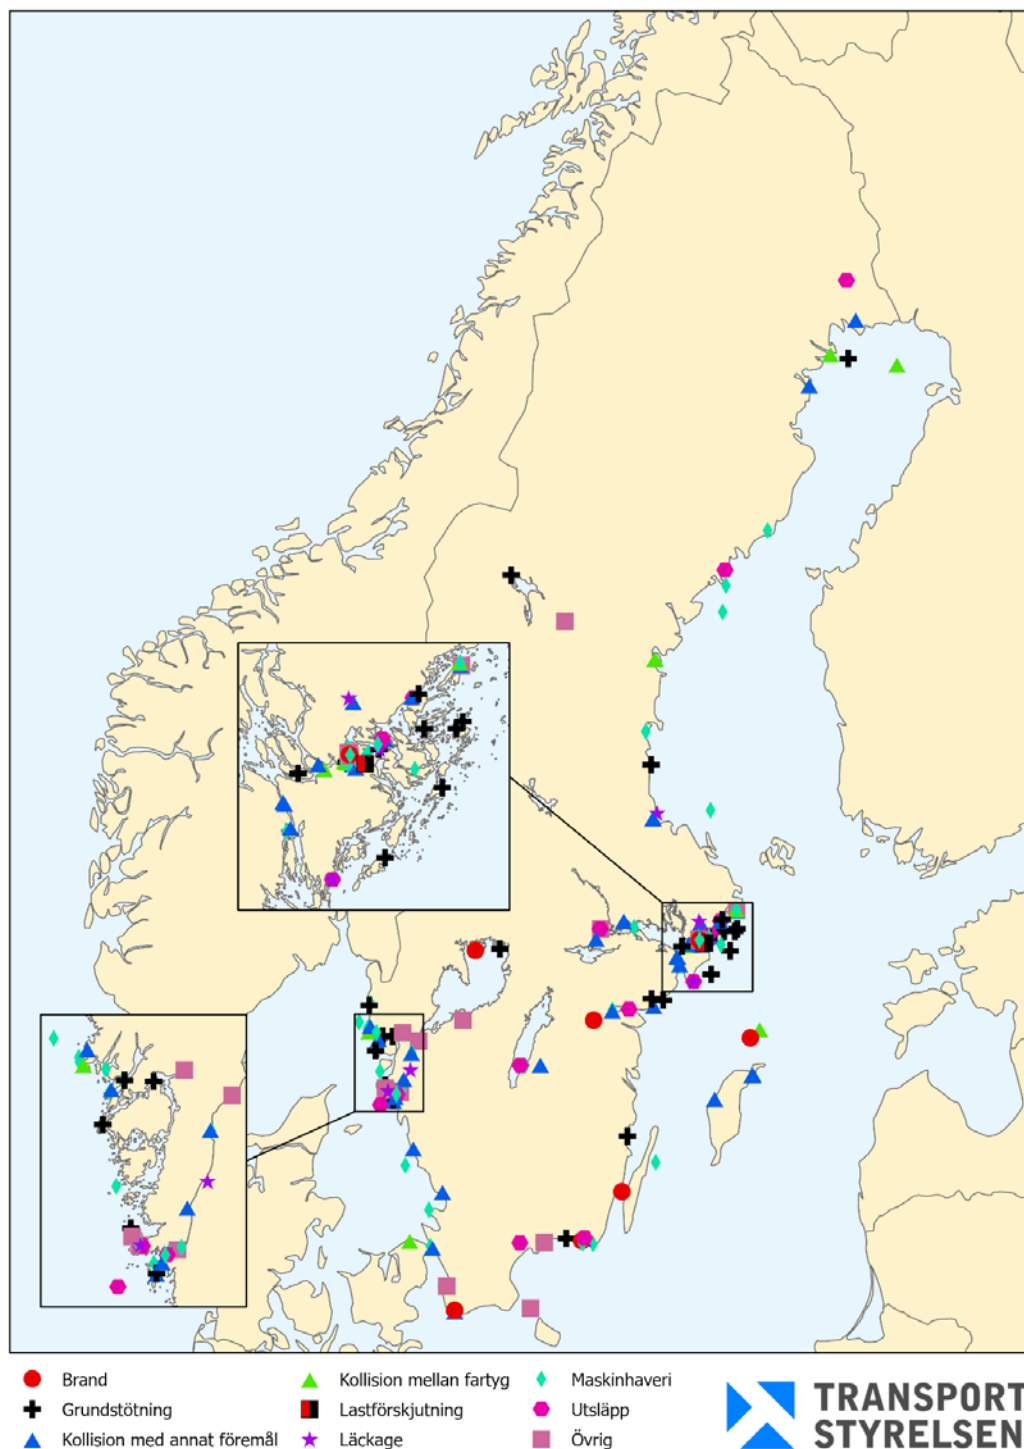 Brand
Kollision mellan fartyg
Maskinhaveri
Grundstötning
Lastförskjutning
Utsläpp
Kollision med annat föremål
Läckage
Övrig
TRANSPORT
STYRELSEN